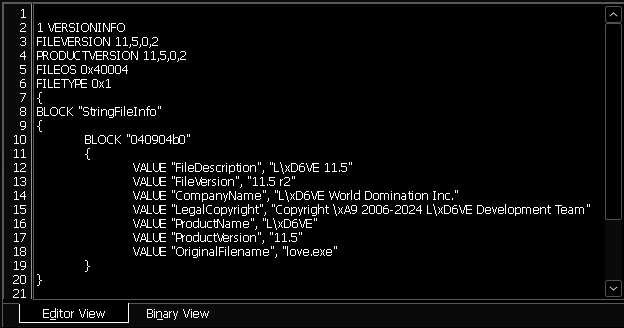 1
2 1 VERSIONINFO
3 FILEVERSION 11,5,0,2
4 PRODUCTVERSION 11,5,0,2
5 FILEOS 0x40004
6 FILETYPE 0x1
7 {
8 BLOCK "StringFileInfo"
9 {
10 BLOCK "040904b0"
11 {
12 VALUE "FileDescription", "L\xD6VE 11.5"
13 VALUE "FileVersion", "11.5 r2"
14 VALUE "CompanyName", "L\xD6VE World Domination Inc."
15 VALUE "LegalCopyright", "Copyright \xA9 2006-2024 L\xD6VE Development Team"
16 VALUE "ProductName", "L\xD6VE"
17 VALUE "ProductVersion", "11.5"
18 VALUE "OriginalFilename", "love.exe"
19 }
20 }
21
Editor View Binary View